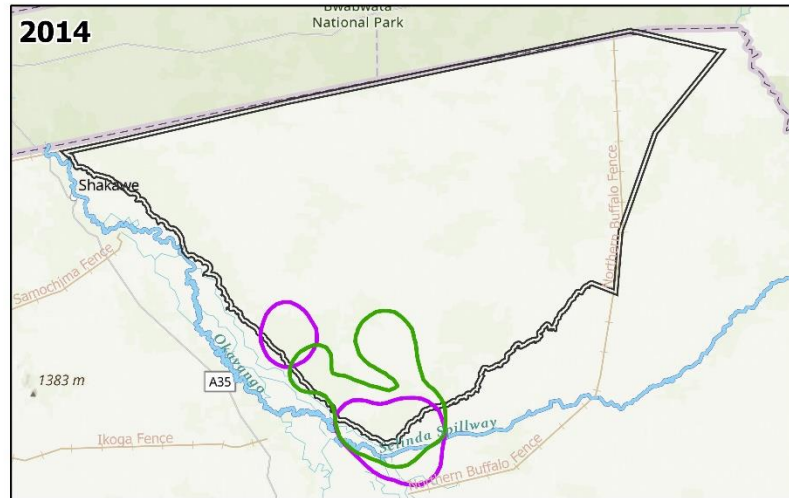 2014
Bwabwata
National Park
Shakawe
Samochima Fence
Northern Buffalo Fence
Okavango
1383 m
A35
Ikoga Fence
Selinda Spillway
Northern Buffalo Fence